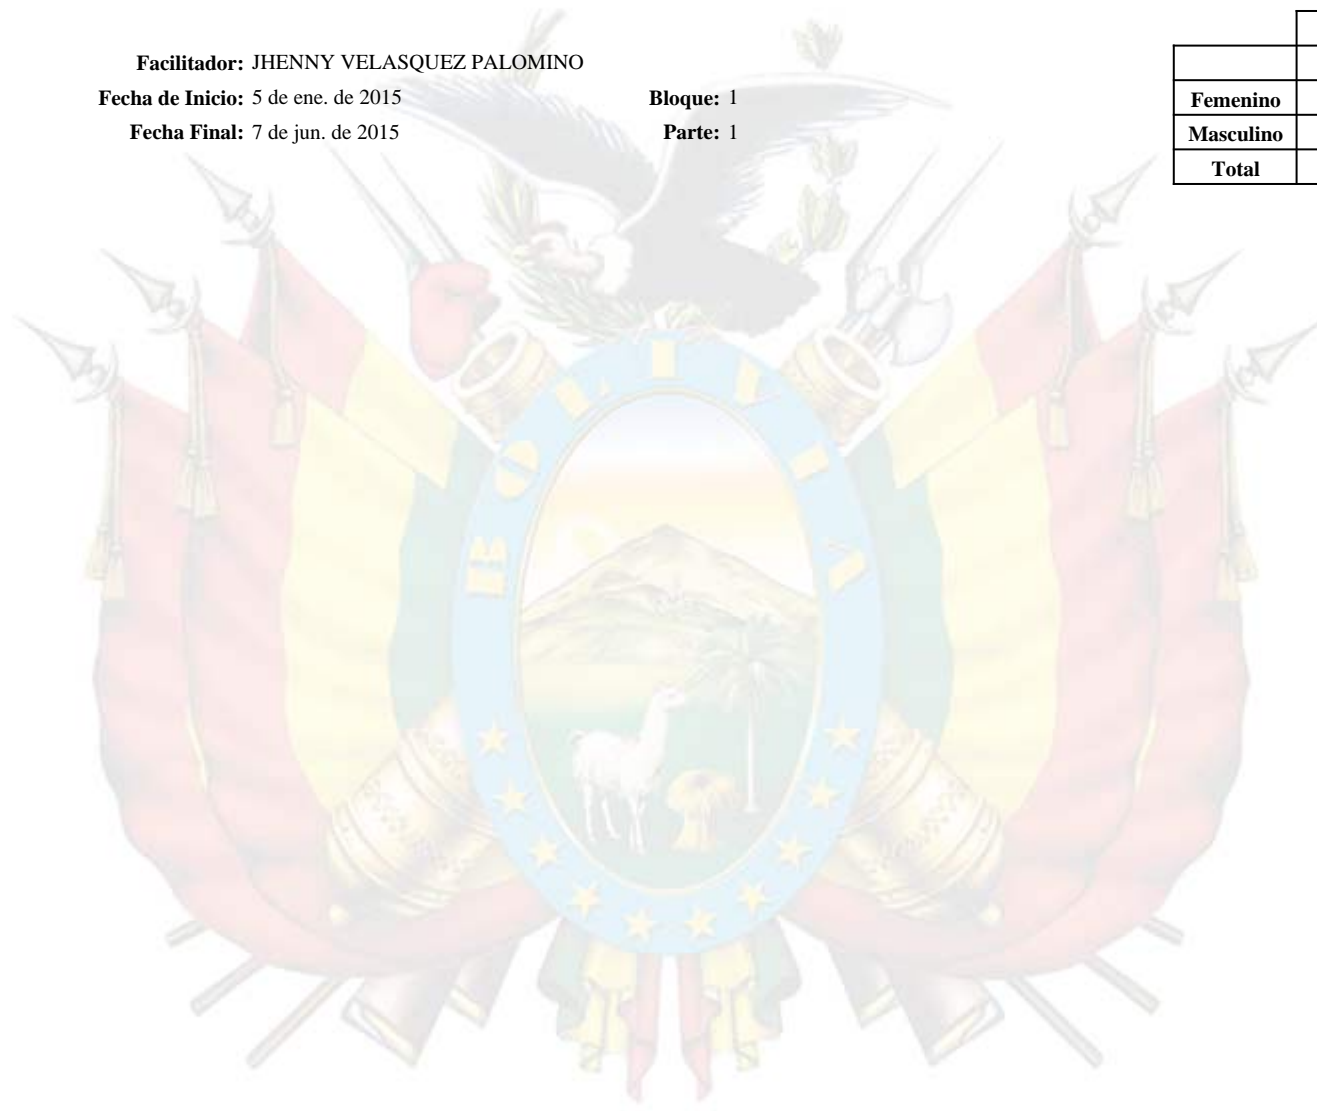 Facilitador: JHENNY VELASQUEZ PALOMINO
Fecha de Inicio: 5 de ene. de 2015 Bloque: 1
Fecha Final: 7 de jun. de 2015 Parte: 1
Femenino
Masculino
Total
BOLIVIA